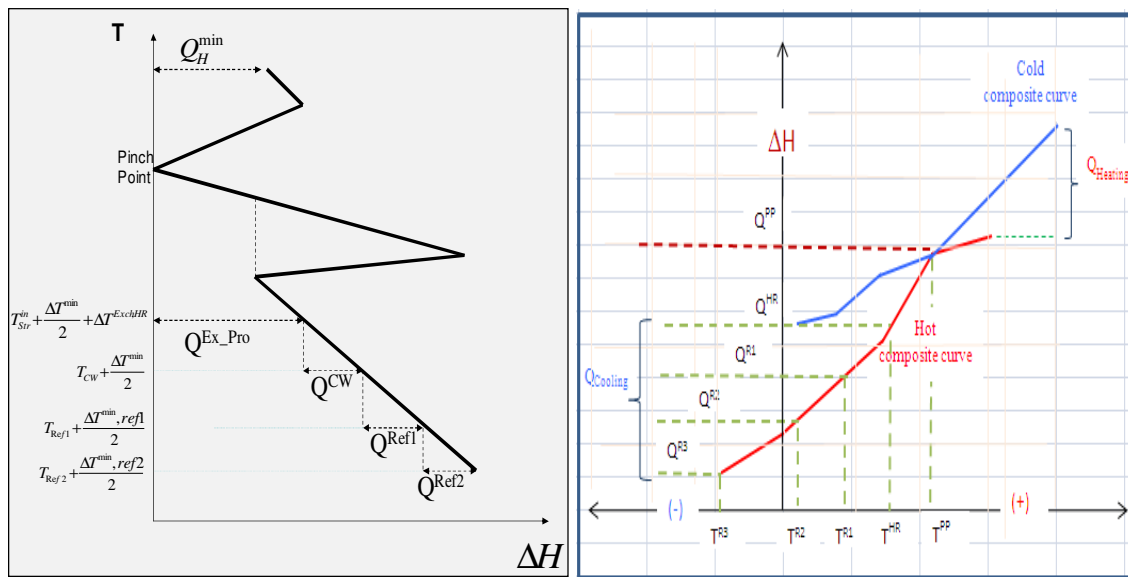 T
Q_H^min
Pinch
Point
T_Str^in + ΔT^min/2 + ΔT^ExchHR
Q^Ex_Pro
T_CW + ΔT^min/2
Q^CW
T_Ref1 + ΔT^min,ref1/2
Q^Ref1
T_Ref2 + ΔT^min,ref2/2
Q^Ref2
ΔH
Cold
composite curve
ΔH
Q_Heating
Q^PP
Q^HR
Hot
composite curve
Q^R1
Q_Cooling
Q^R2
Q^R3
(-)
(+)
T^R3
T^R2
T^R1
T^HR
T^PP